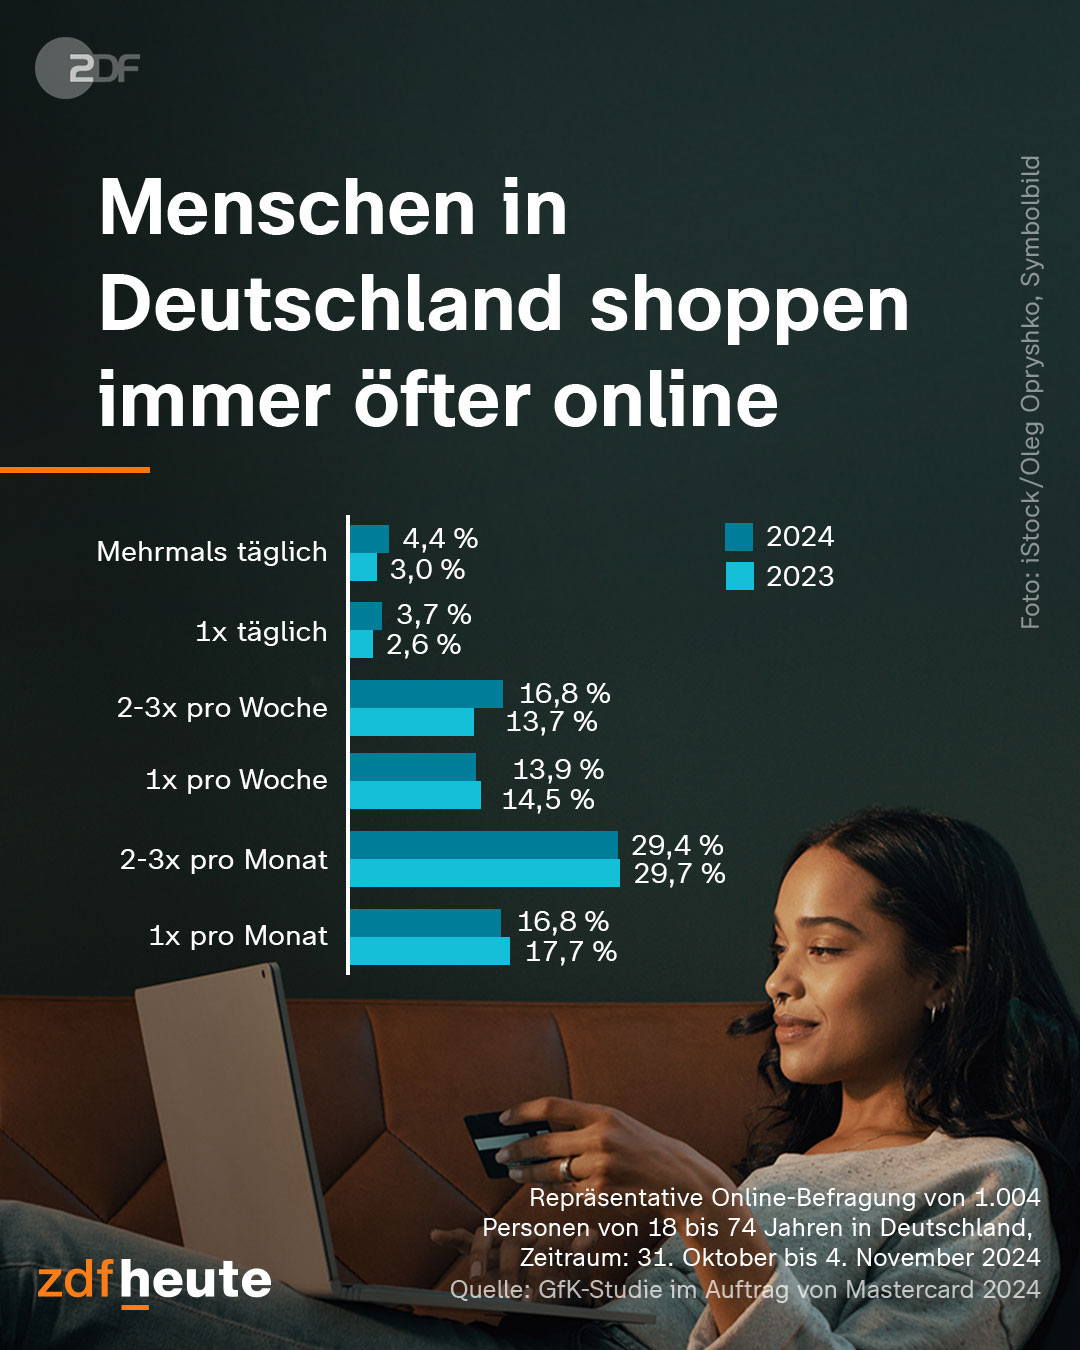 ZDF
Menschen in
Deutschland shoppen
immer öfter online
Foto: iStock/Oleg Opryshko, Symbolbild
2024
2023
Mehrmals täglich
4,4 %
3,0 %
1x täglich
3,7 %
2,6 %
2-3x pro Woche
16,8 %
13,7 %
1x pro Woche
13,9 %
14,5 %
2-3x pro Monat
29,4 %
29,7 %
1x pro Monat
16,8 %
17,7 %
Repräsentative Online-Befragung von 1.004
Personen von 18 bis 74 Jahren in Deutschland,
Zeitraum: 31. Oktober bis 4. November 2024
Quelle: GfK-Studie im Auftrag von Mastercard 2024
zdfheute